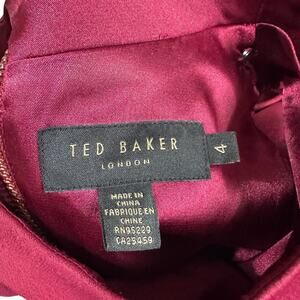 TED BAKER
LONDON
4
MADE IN
CHINA
FABRIQUE EN
CHINE
RN95229
CA25459